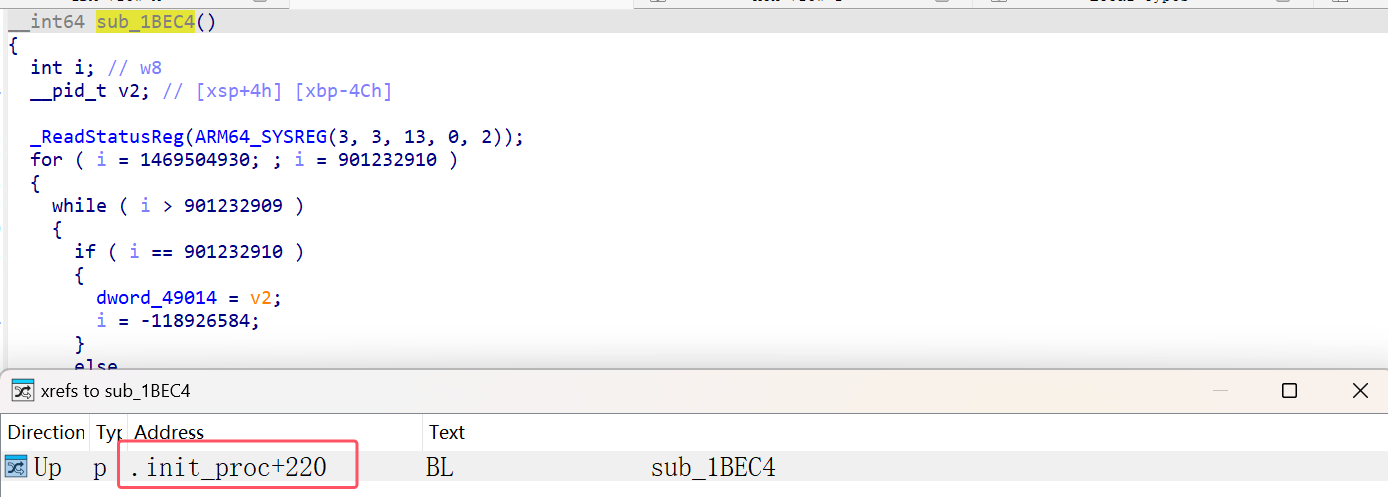 __int64 sub_1BEC4()
{
int i; // w8
__pid_t v2; // [xsp+4h] [xbp-4Ch]
_ReadStatusReg(ARM64_SYSREG(3, 3, 13, 0, 2));
for ( i = 1469504930; ; i = 901232910 )
{
while ( i > 901232909 )
{
if ( i == 901232910 )
{
dword_49014 = v2;
i = -118926584;
}
else
xrefs to sub_1BEC4
Direction Typ Address Text
Up p .init_proc+220 BL sub_1BEC4